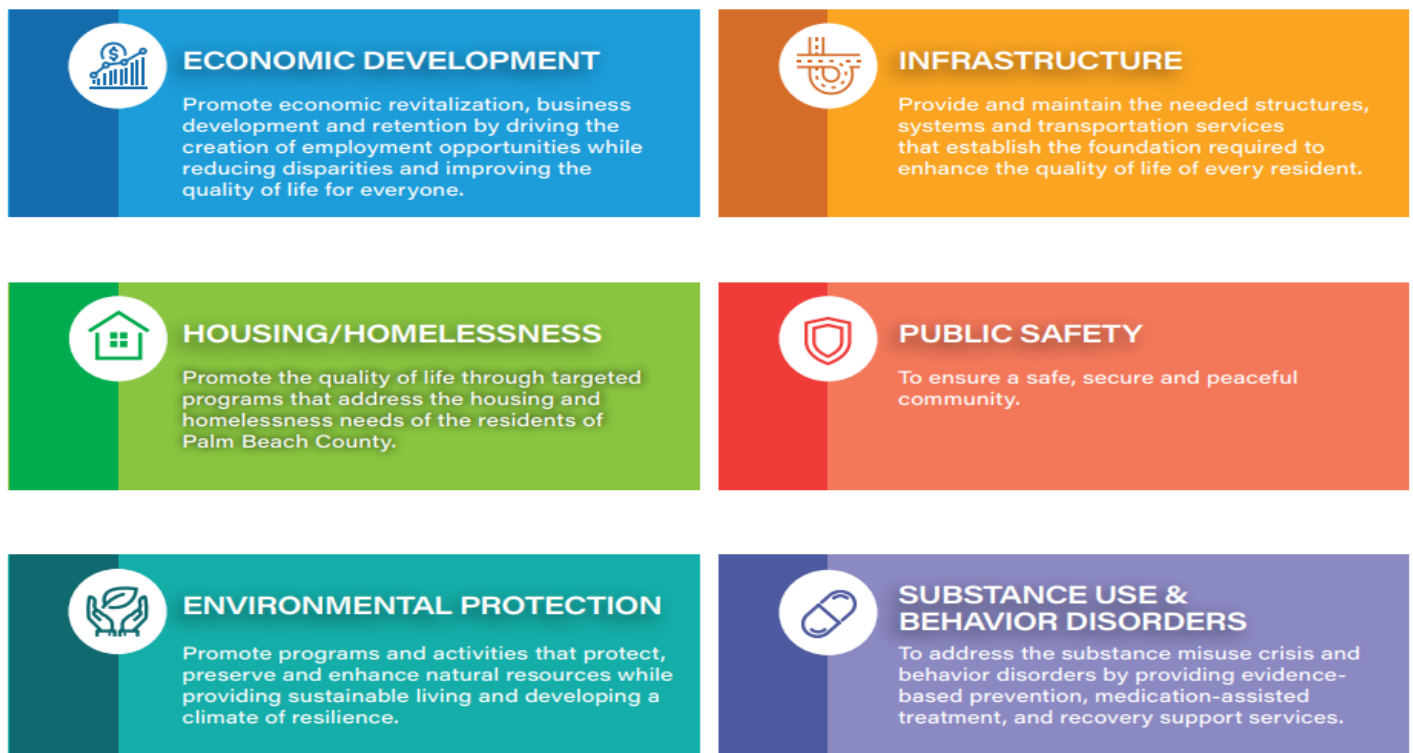 ECONOMIC DEVELOPMENT
Promote economic revitalization, business
development and retention by driving the
creation of employment opportunities while
reducing disparities and improving the
quality of life for everyone.
INFRASTRUCTURE
Provide and maintain the needed structures,
systems and transportation services
that establish the foundation required to
enhance the quality of life of every resident.
HOUSING/HOMELESSNESS
Promote the quality of life through targeted
programs that address the housing and
homelessness needs of the residents of
Palm Beach County.
PUBLIC SAFETY
To ensure a safe, secure and peaceful
community.
ENVIRONMENTAL PROTECTION
Promote programs and activities that protect,
preserve and enhance natural resources while
providing sustainable living and developing a
climate of resilience.
SUBSTANCE USE &
BEHAVIOR DISORDERS
To address the substance misuse crisis and
behavior disorders by providing evidence-
based prevention, medication-assisted
treatment, and recovery support services.